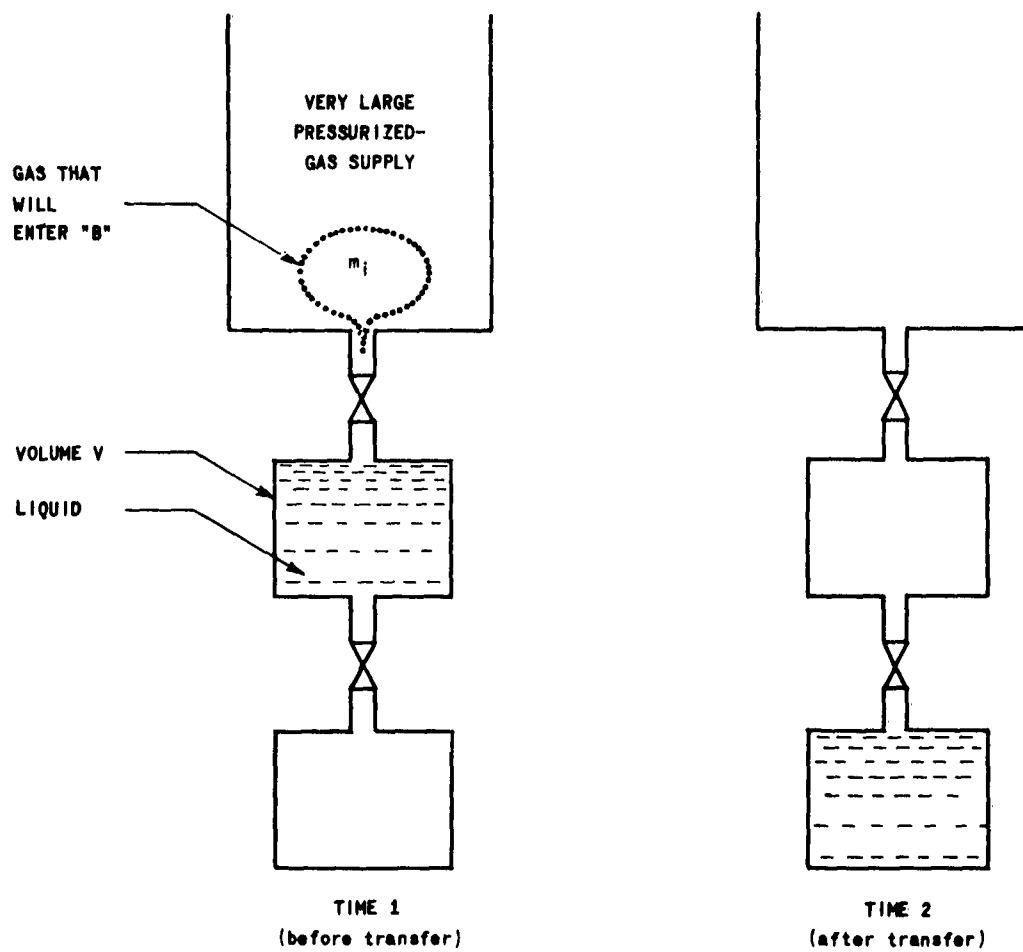 VERY LARGE
PRESSURIZED-
GAS SUPPLY
GAS THAT
WILL
ENTER "B"
mi
VOLUME V
LIQUID
TIME 1
(before transfer)
TIME 2
(after transfer)